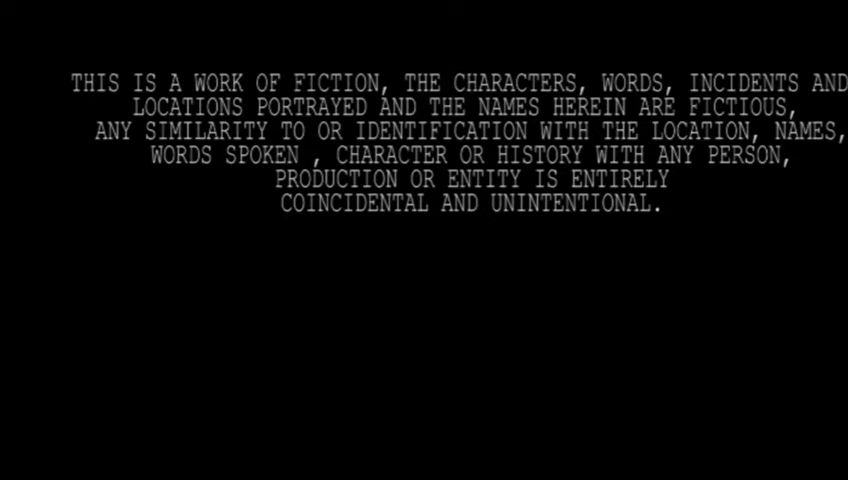 THIS IS A WORK OF FICTION, THE CHARACTERS, WORDS, INCIDENTS AND
LOCATIONS PORTRAYED AND THE NAMES HEREIN ARE FICTIOUS,
ANY SIMILARITY TO OR IDENTIFICATION WITH THE LOCATION, NAMES,
WORDS SPOKEN , CHARACTER OR HISTORY WITH ANY PERSON,
PRODUCTION OR ENTITY IS ENTIRELY
COINCIDENTAL AND UNINTENTIONAL.